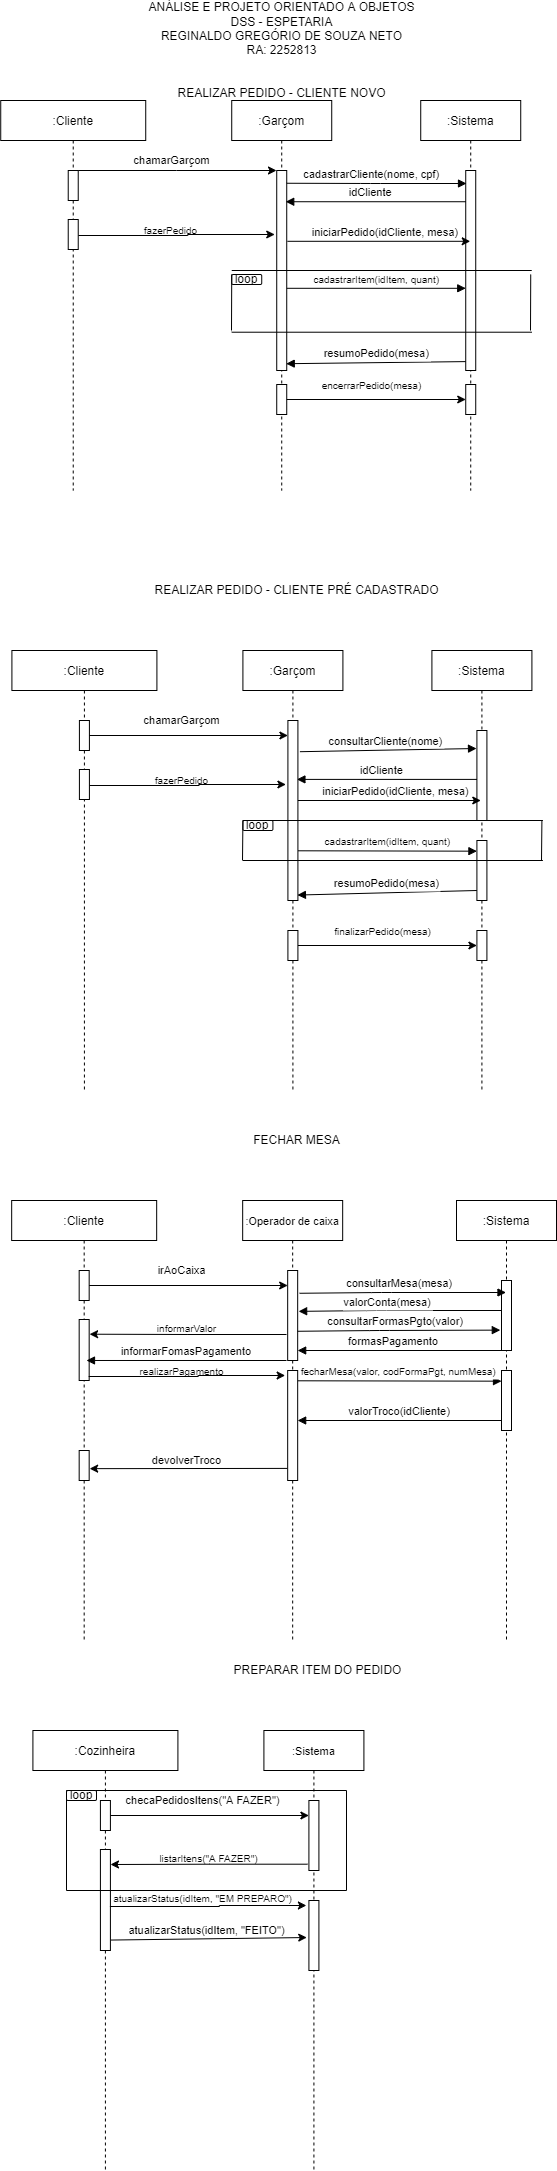 ANÁLISE E PROJETO ORIENTADO A OBJETOS
DSS - ESPETARIA
REGINALDO GREGÓRIO DE SOUZA NETO
RA: 2252813
REALIZAR PEDIDO - CLIENTE NOVO
:Cliente
:Garçom
:Sistema
chamarGarçom
cadastrarCliente(nome, cpf)
idCliente
fazerPedido
iniciarPedido(idCliente, mesa)
loop
cadastrarItem(idItem, quant)
resumoPedido(mesa)
encerrarPedido(mesa)
REALIZAR PEDIDO - CLIENTE PRÉ CADASTRADO
:Cliente
:Garçom
:Sistema
chamarGarçom
consultarCliente(nome)
idCliente
fazerPedido
iniciarPedido(idCliente, mesa)
loop
cadastrarItem(idItem, quant)
resumoPedido(mesa)
finalizarPedido(mesa)
FECHAR MESA
:Cliente
:Operador de caixa
:Sistema
irAoCaixa
consultarMesa(mesa)
valorConta(mesa)
informarValor
consultarFormasPgto(valor)
formasPagamento
informarFomasPagamento
realizarPagamento
fecharMesa(valor, codFormaPgt, numMesa)
valorTroco(idCliente)
devolverTroco
PREPARAR ITEM DO PEDIDO
:Cozinheira
:Sistema
loop
checaPedidosItens("A FAZER")
listarItens("A FAZER")
atualizarStatus(idItem, "EM PREPARO")
atualizarStatus(idItem, "FEITO")